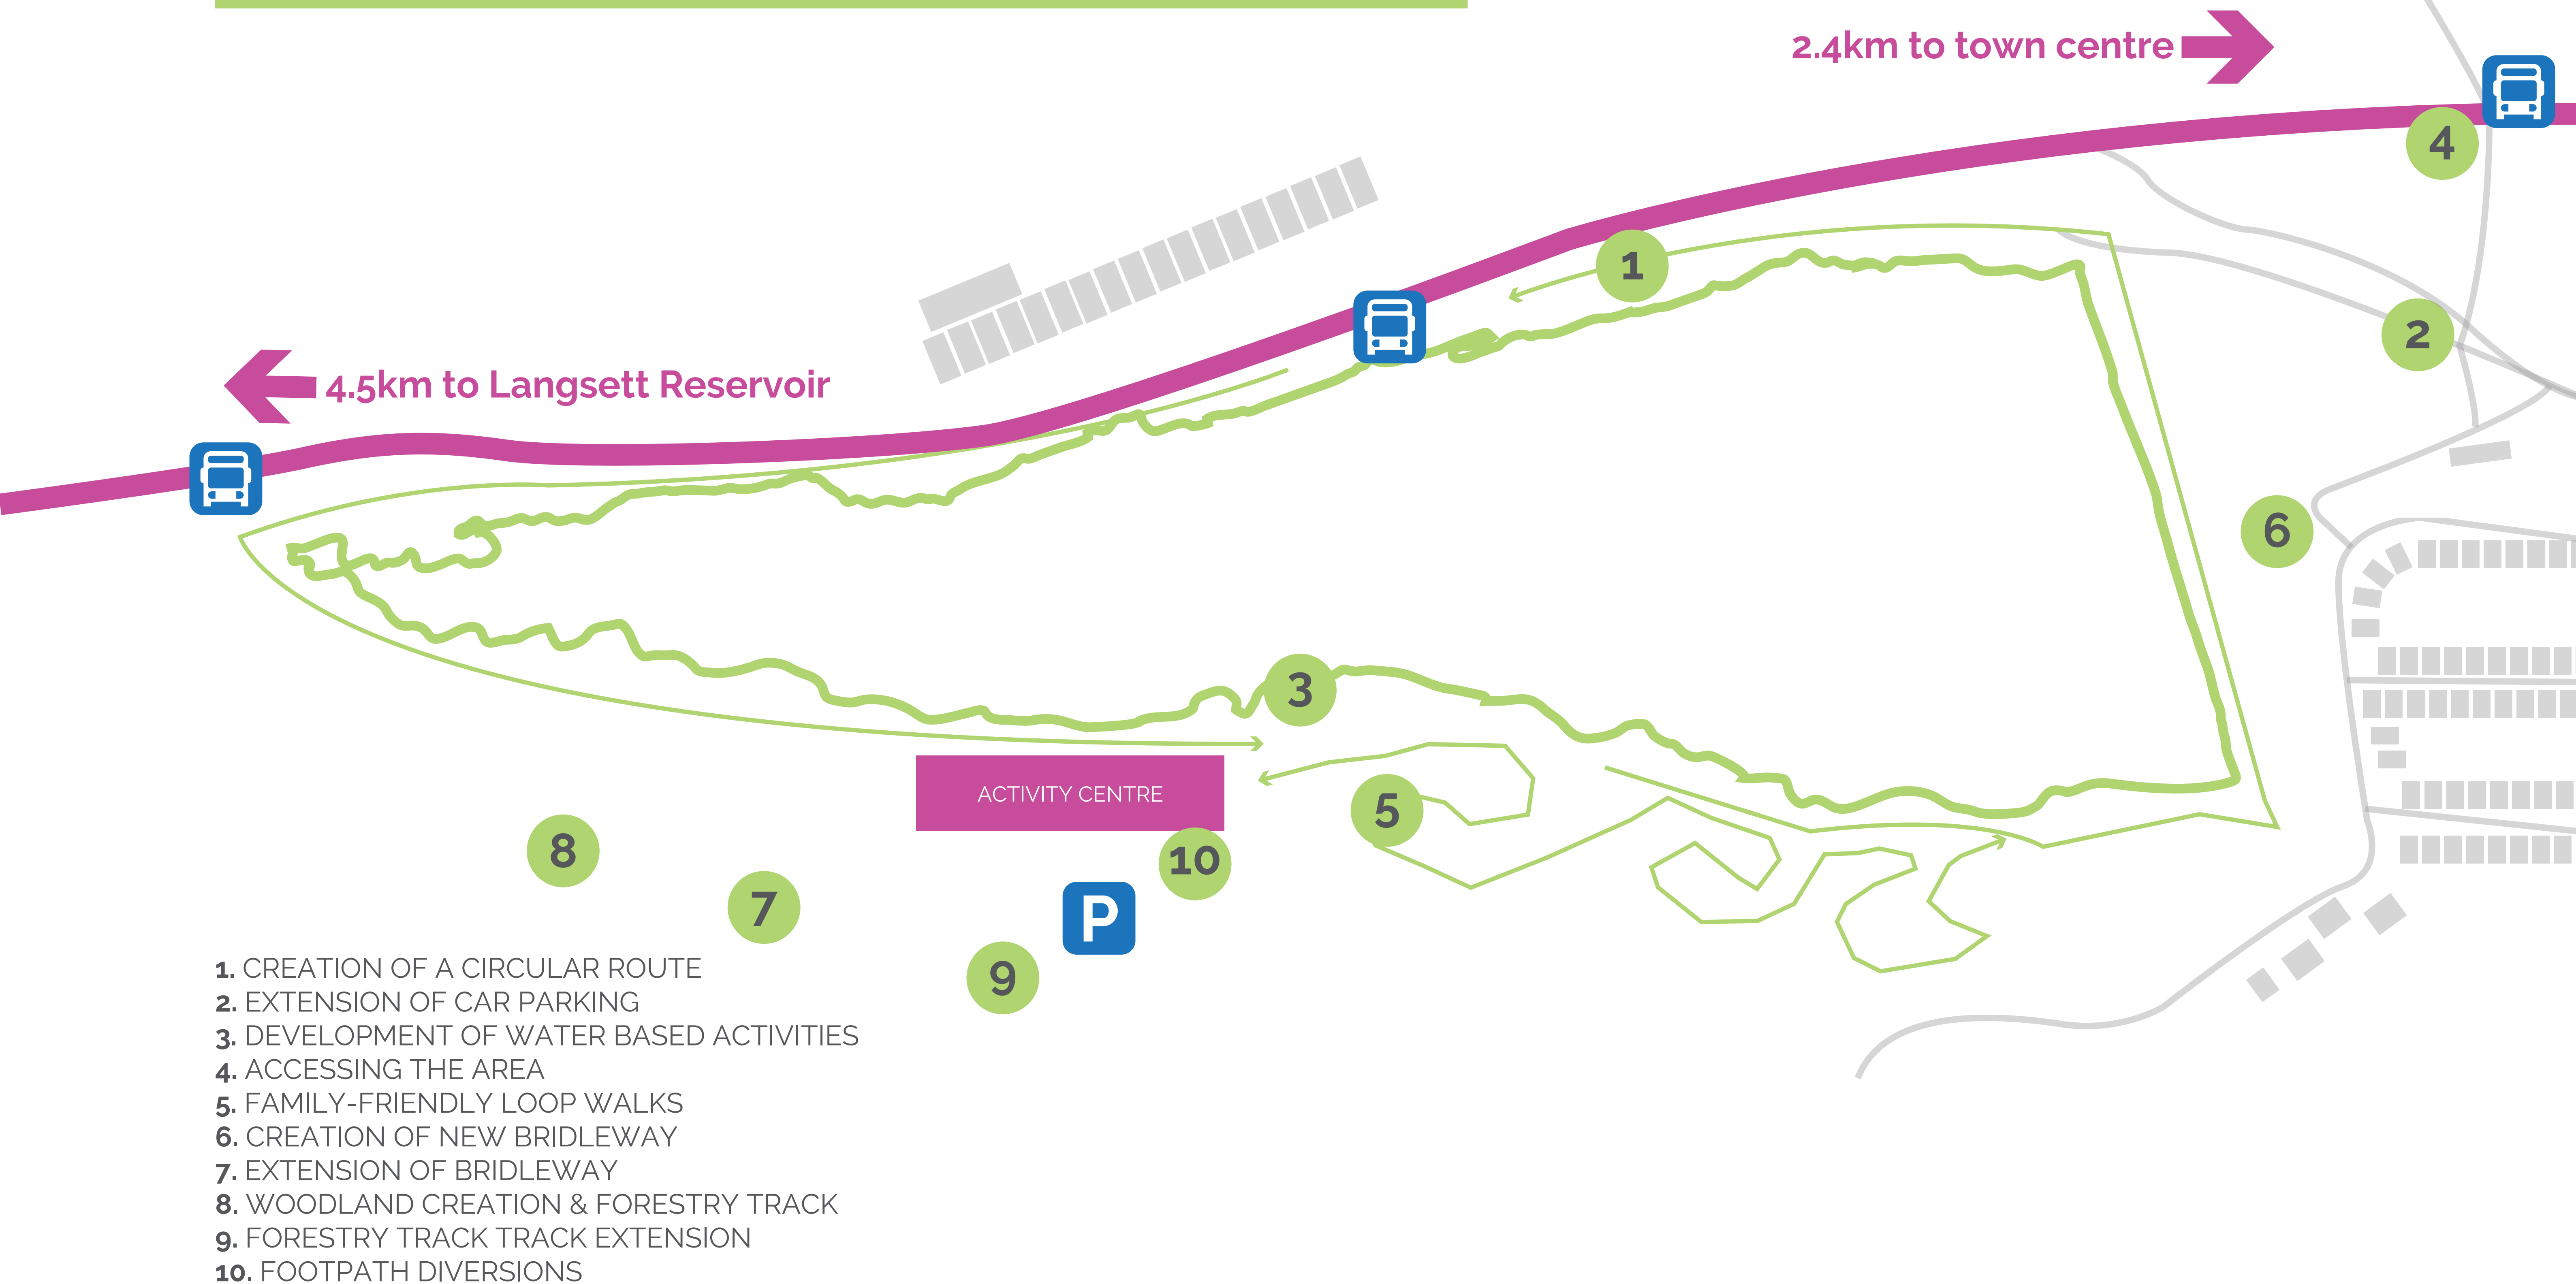 2.4km to town centre
4
1
2
4.5km to Langsett Reservoir
6
3
ACTIVITY CENTRE
5
8
10
7
P
9
1. CREATION OF A CIRCULAR ROUTE
2. EXTENSION OF CAR PARKING
3. DEVELOPMENT OF WATER BASED ACTIVITIES
4. ACCESSING THE AREA
5. FAMILY-FRIENDLY LOOP WALKS
6. CREATION OF NEW BRIDLEWAY
7. EXTENSION OF BRIDLEWAY
8. WOODLAND CREATION & FORESTRY TRACK
9. FORESTRY TRACK TRACK EXTENSION
10. FOOTPATH DIVERSIONS